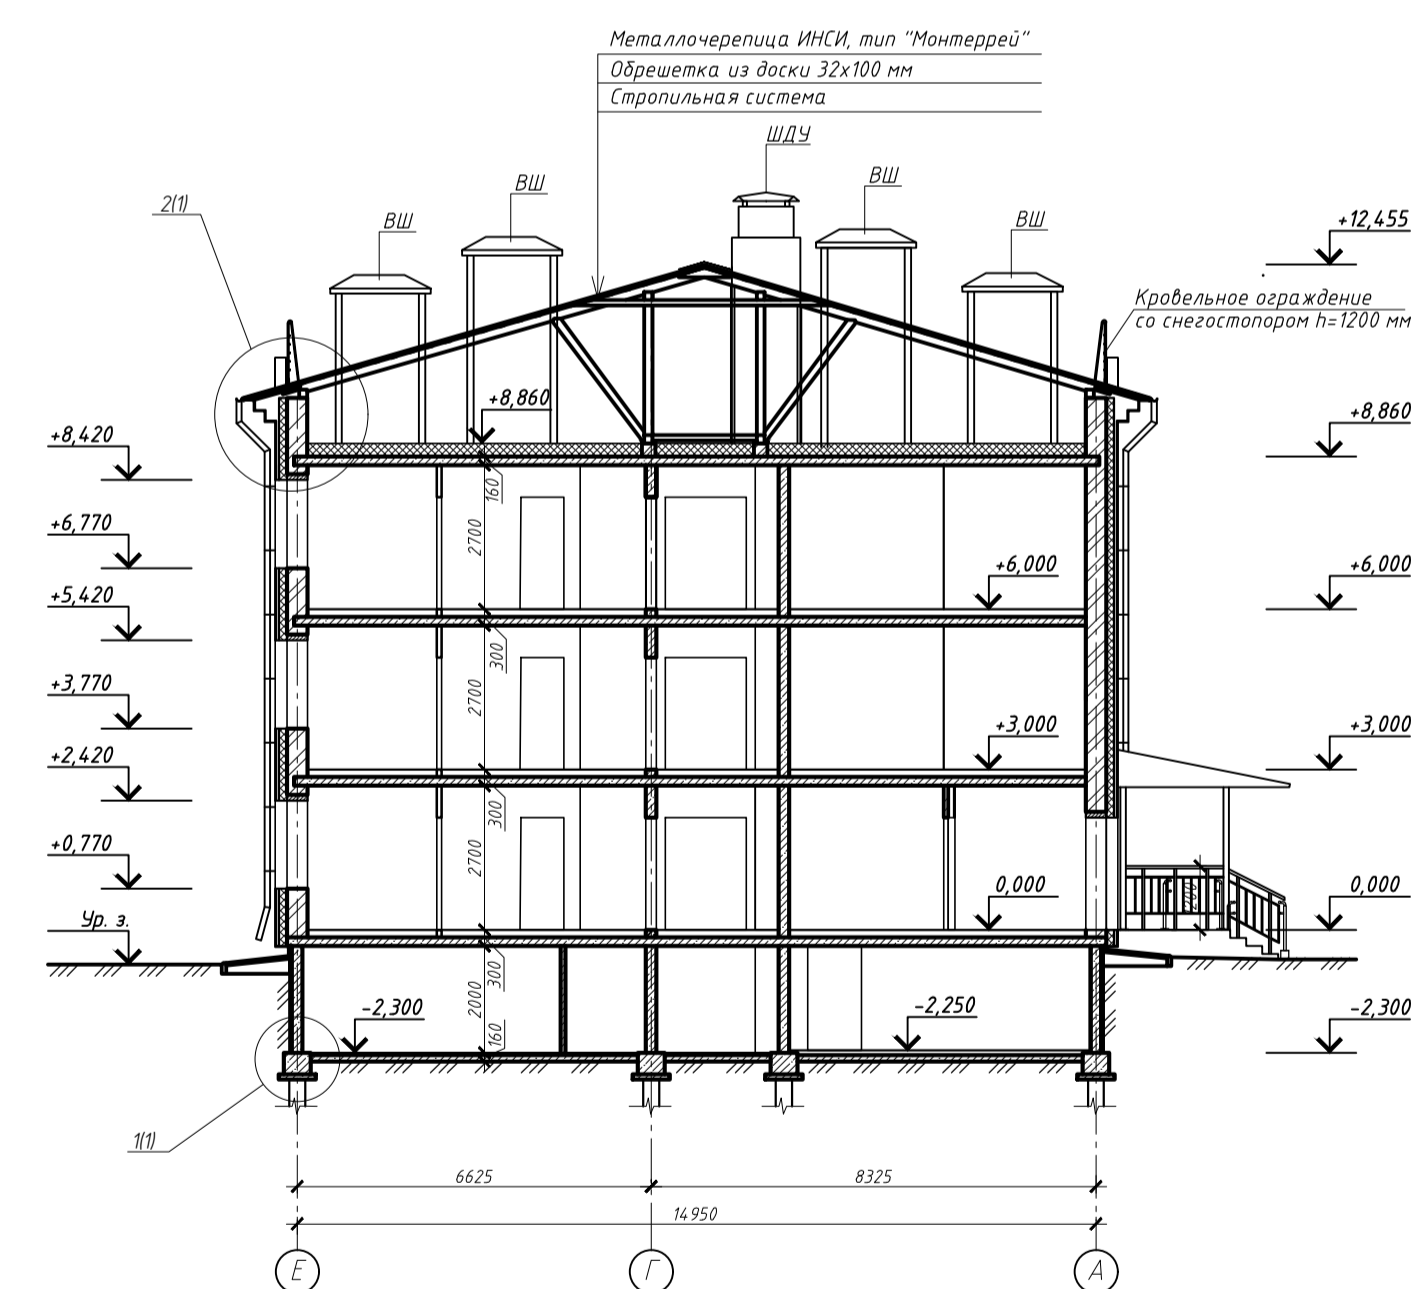 Металлочерепица ИНСИ, тип "Монтеррей"
Обрешетка из доски 32х100 мм
Стропильная система
ШДУ
ВШ
ВШ
ВШ
ВШ
2(1)
+12,455
Кровельное ограждение
со снегостопором h=1200 мм
+8,860
+8,860
+8,420
160
+6,770
2700
+6,000
+6,000
+5,420
300
+3,770
2700
+3,000
+3,000
+2,420
300
+0,770
2700
0,000
0,000
Ур. з.
300
2000
-2,300
-2,250
-2,300
160
1(1)
6625
8325
14950
Е
Г
А